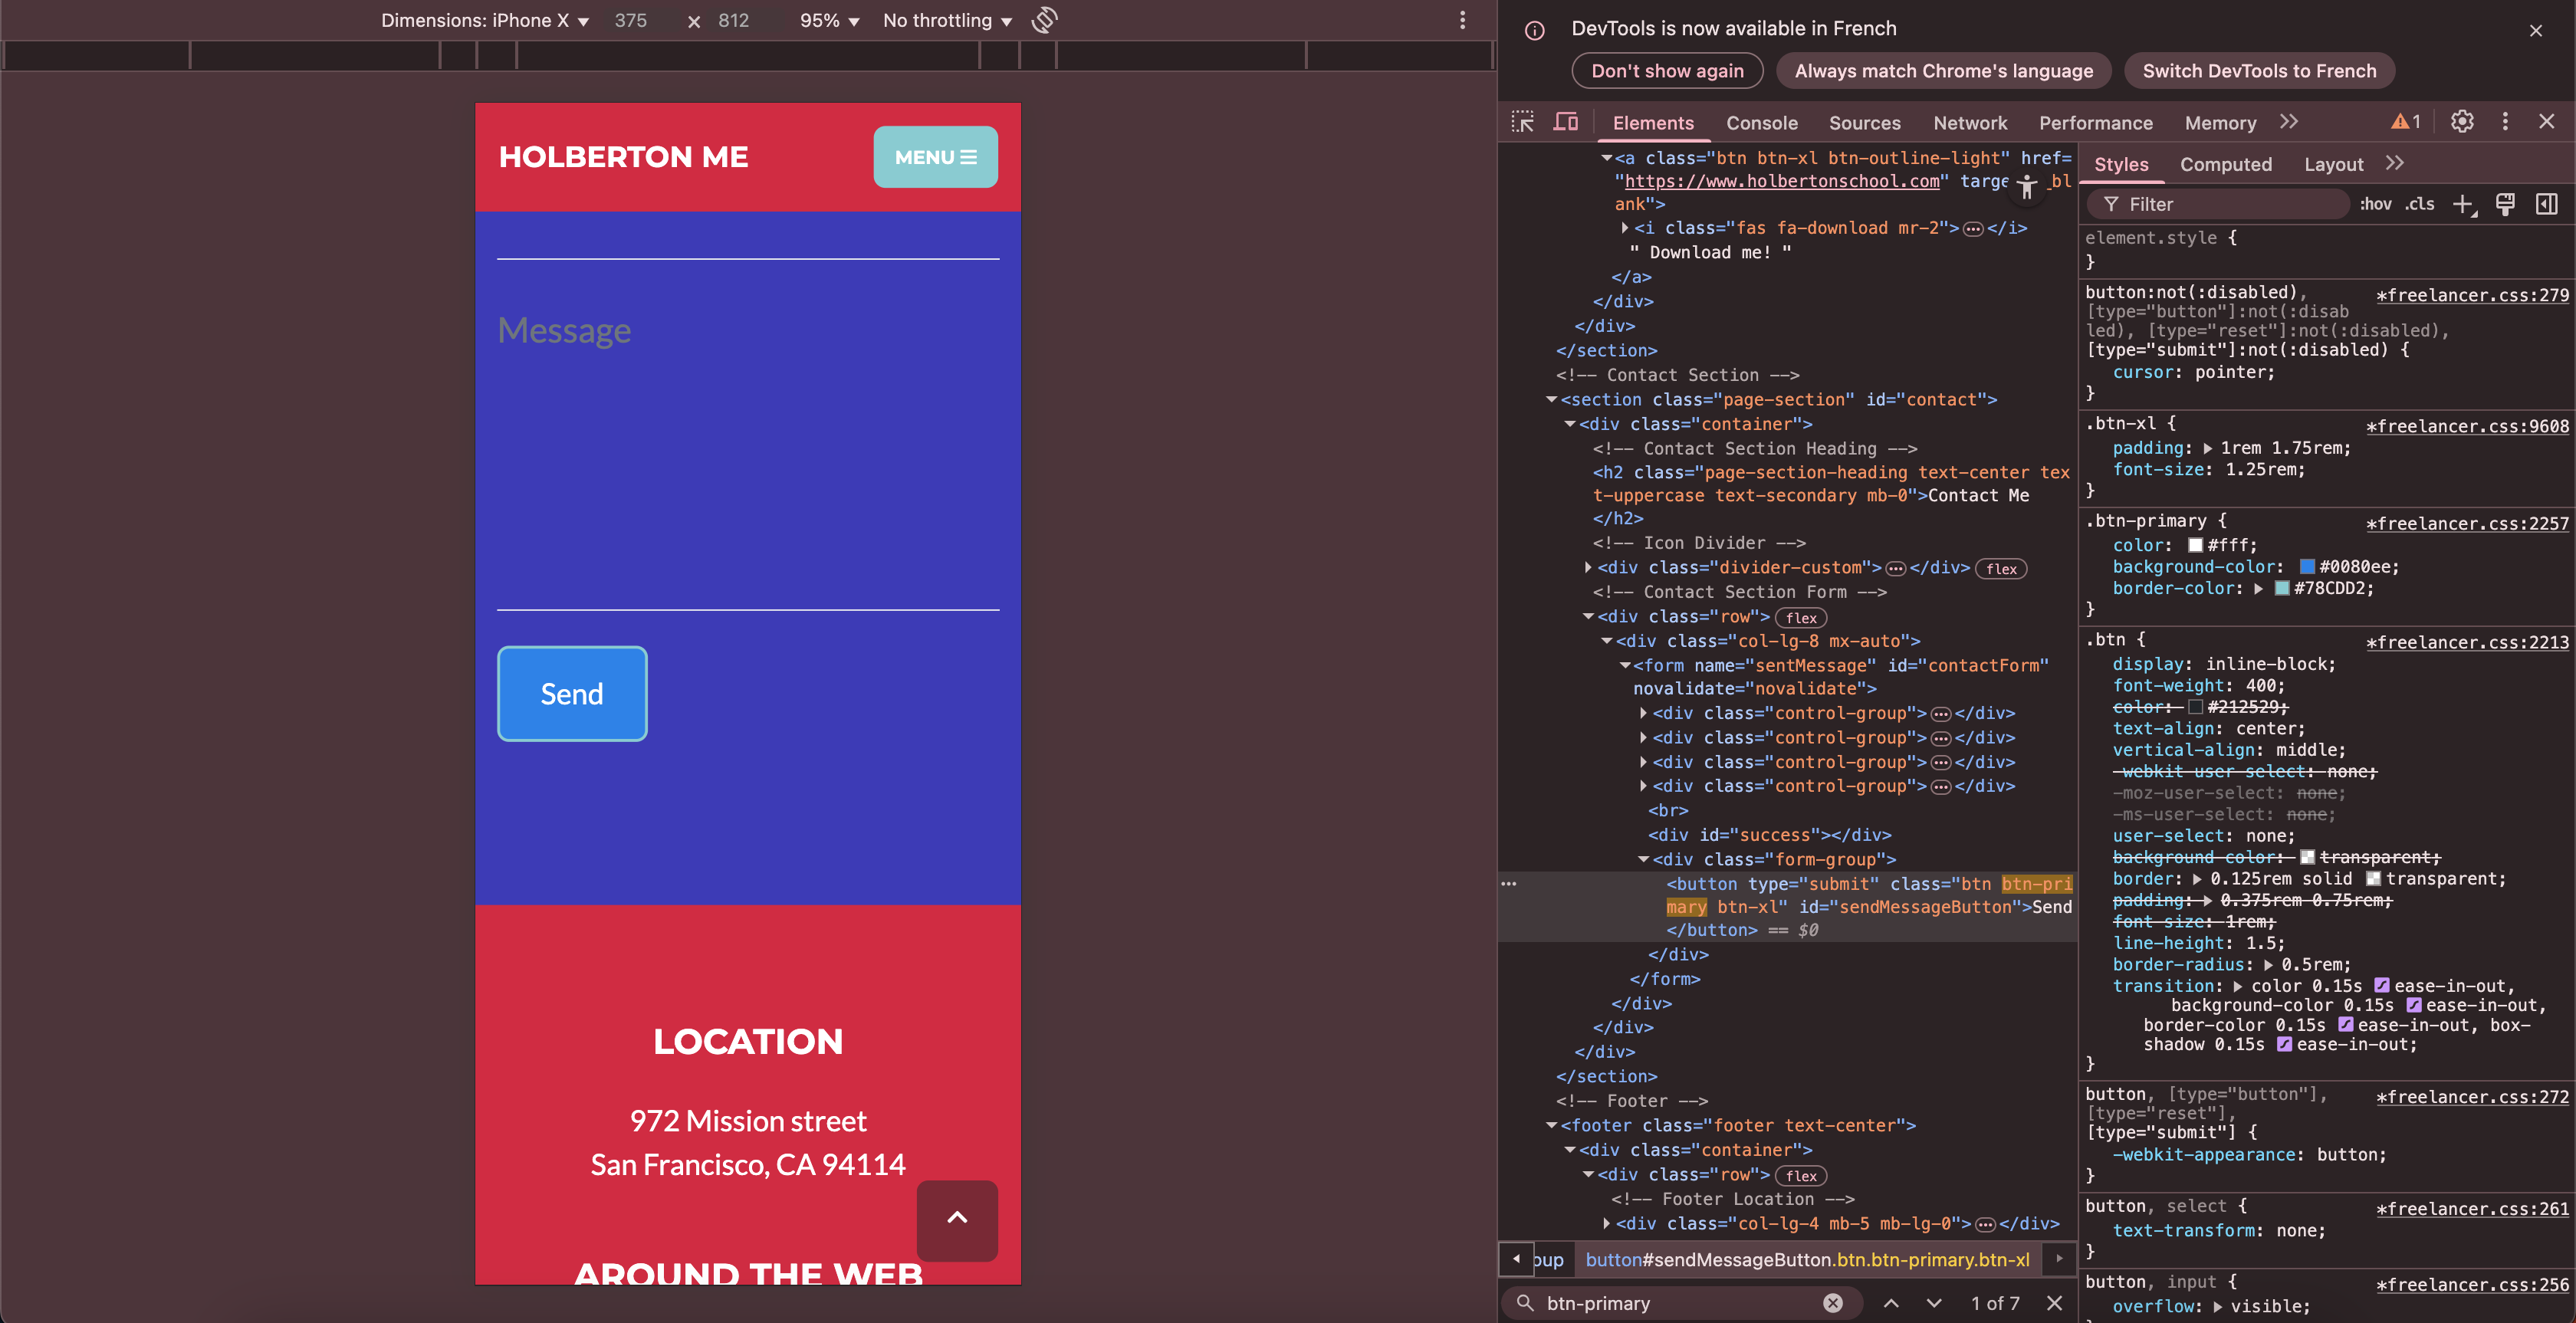 Dimensions: iPhone X ▼ 375 × 812 95% ▼ No throttling ▼
HOLBERTON ME
MENU ☰
Message
Send
LOCATION
972 Mission street
San Francisco, CA 94114
AROUND THE WEB
DevTools is now available in French
Don't show again Always match Chrome's language Switch DevTools to French
Elements Console Sources Network Performance Memory 1
<a class="btn btn-xl btn-outline-light" href=
"https://www.holbertonschool.com" targe _bl
ank">
<i class="fas fa-download mr-2">…</i>
" Download me! "
</a>
</div>
</div>
</section>
<!-- Contact Section -->
<section class="page-section" id="contact">
<div class="container">
<!-- Contact Section Heading -->
<h2 class="page-section-heading text-center tex
t-uppercase text-secondary mb-0">Contact Me
</h2>
<!-- Icon Divider -->
<div class="divider-custom">…</div> flex
<!-- Contact Section Form -->
<div class="row"> flex
<div class="col-lg-8 mx-auto">
<form name="sentMessage" id="contactForm"
novalidate="novalidate">
<div class="control-group">…</div>
<div class="control-group">…</div>
<div class="control-group">…</div>
<div class="control-group">…</div>
<br>
<div id="success"></div>
<div class="form-group">
<button type="submit" class="btn btn-pri
mary btn-xl" id="sendMessageButton">Send
</button> == $0
</div>
</form>
</div>
</div>
</div>
</section>
<!-- Footer -->
<footer class="footer text-center">
<div class="container">
<div class="row"> flex
<!-- Footer Location -->
<div class="col-lg-4 mb-5 mb-lg-0">…</div>
oup button#sendMessageButton.btn.btn-primary.btn-xl
btn-primary 1 of 7
Styles Computed Layout
Filter :hov .cls
element.style {
}
button:not(:disabled), *freelancer.css:279
[type="button"]:not(:disab
led), [type="reset"]:not(:disabled),
[type="submit"]:not(:disabled) {
cursor: pointer;
}
.btn-xl { *freelancer.css:9608
padding: 1rem 1.75rem;
font-size: 1.25rem;
}
.btn-primary { *freelancer.css:2257
color: #fff;
background-color: #0080ee;
border-color: #78CDD2;
}
.btn { *freelancer.css:2213
display: inline-block;
font-weight: 400;
color: #212529;
text-align: center;
vertical-align: middle;
-webkit-user-select: none;
-moz-user-select: none;
-ms-user-select: none;
user-select: none;
background-color: transparent;
border: 0.125rem solid transparent;
padding: 0.375rem 0.75rem;
font-size: 1rem;
line-height: 1.5;
border-radius: 0.5rem;
transition: color 0.15s ease-in-out,
background-color 0.15s ease-in-out,
border-color 0.15s ease-in-out, box-
shadow 0.15s ease-in-out;
}
button, [type="button"], *freelancer.css:272
[type="reset"],
[type="submit"] {
-webkit-appearance: button;
}
button, select { *freelancer.css:261
text-transform: none;
}
button, input { *freelancer.css:256
overflow: visible;